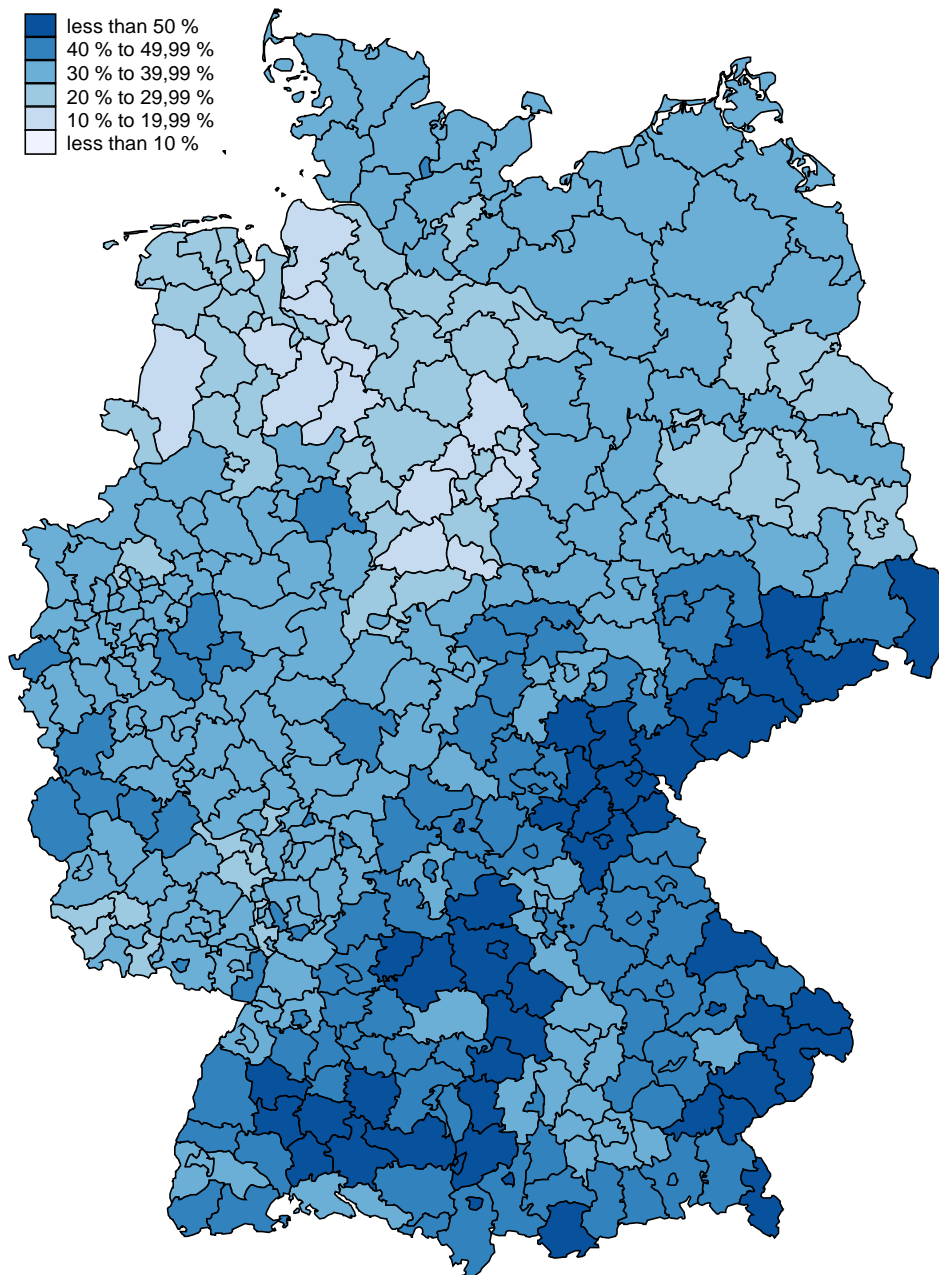 less than 50 %
40 % to 49,99 %
30 % to 39,99 %
20 % to 29,99 %
10 % to 19,99 %
less than 10 %